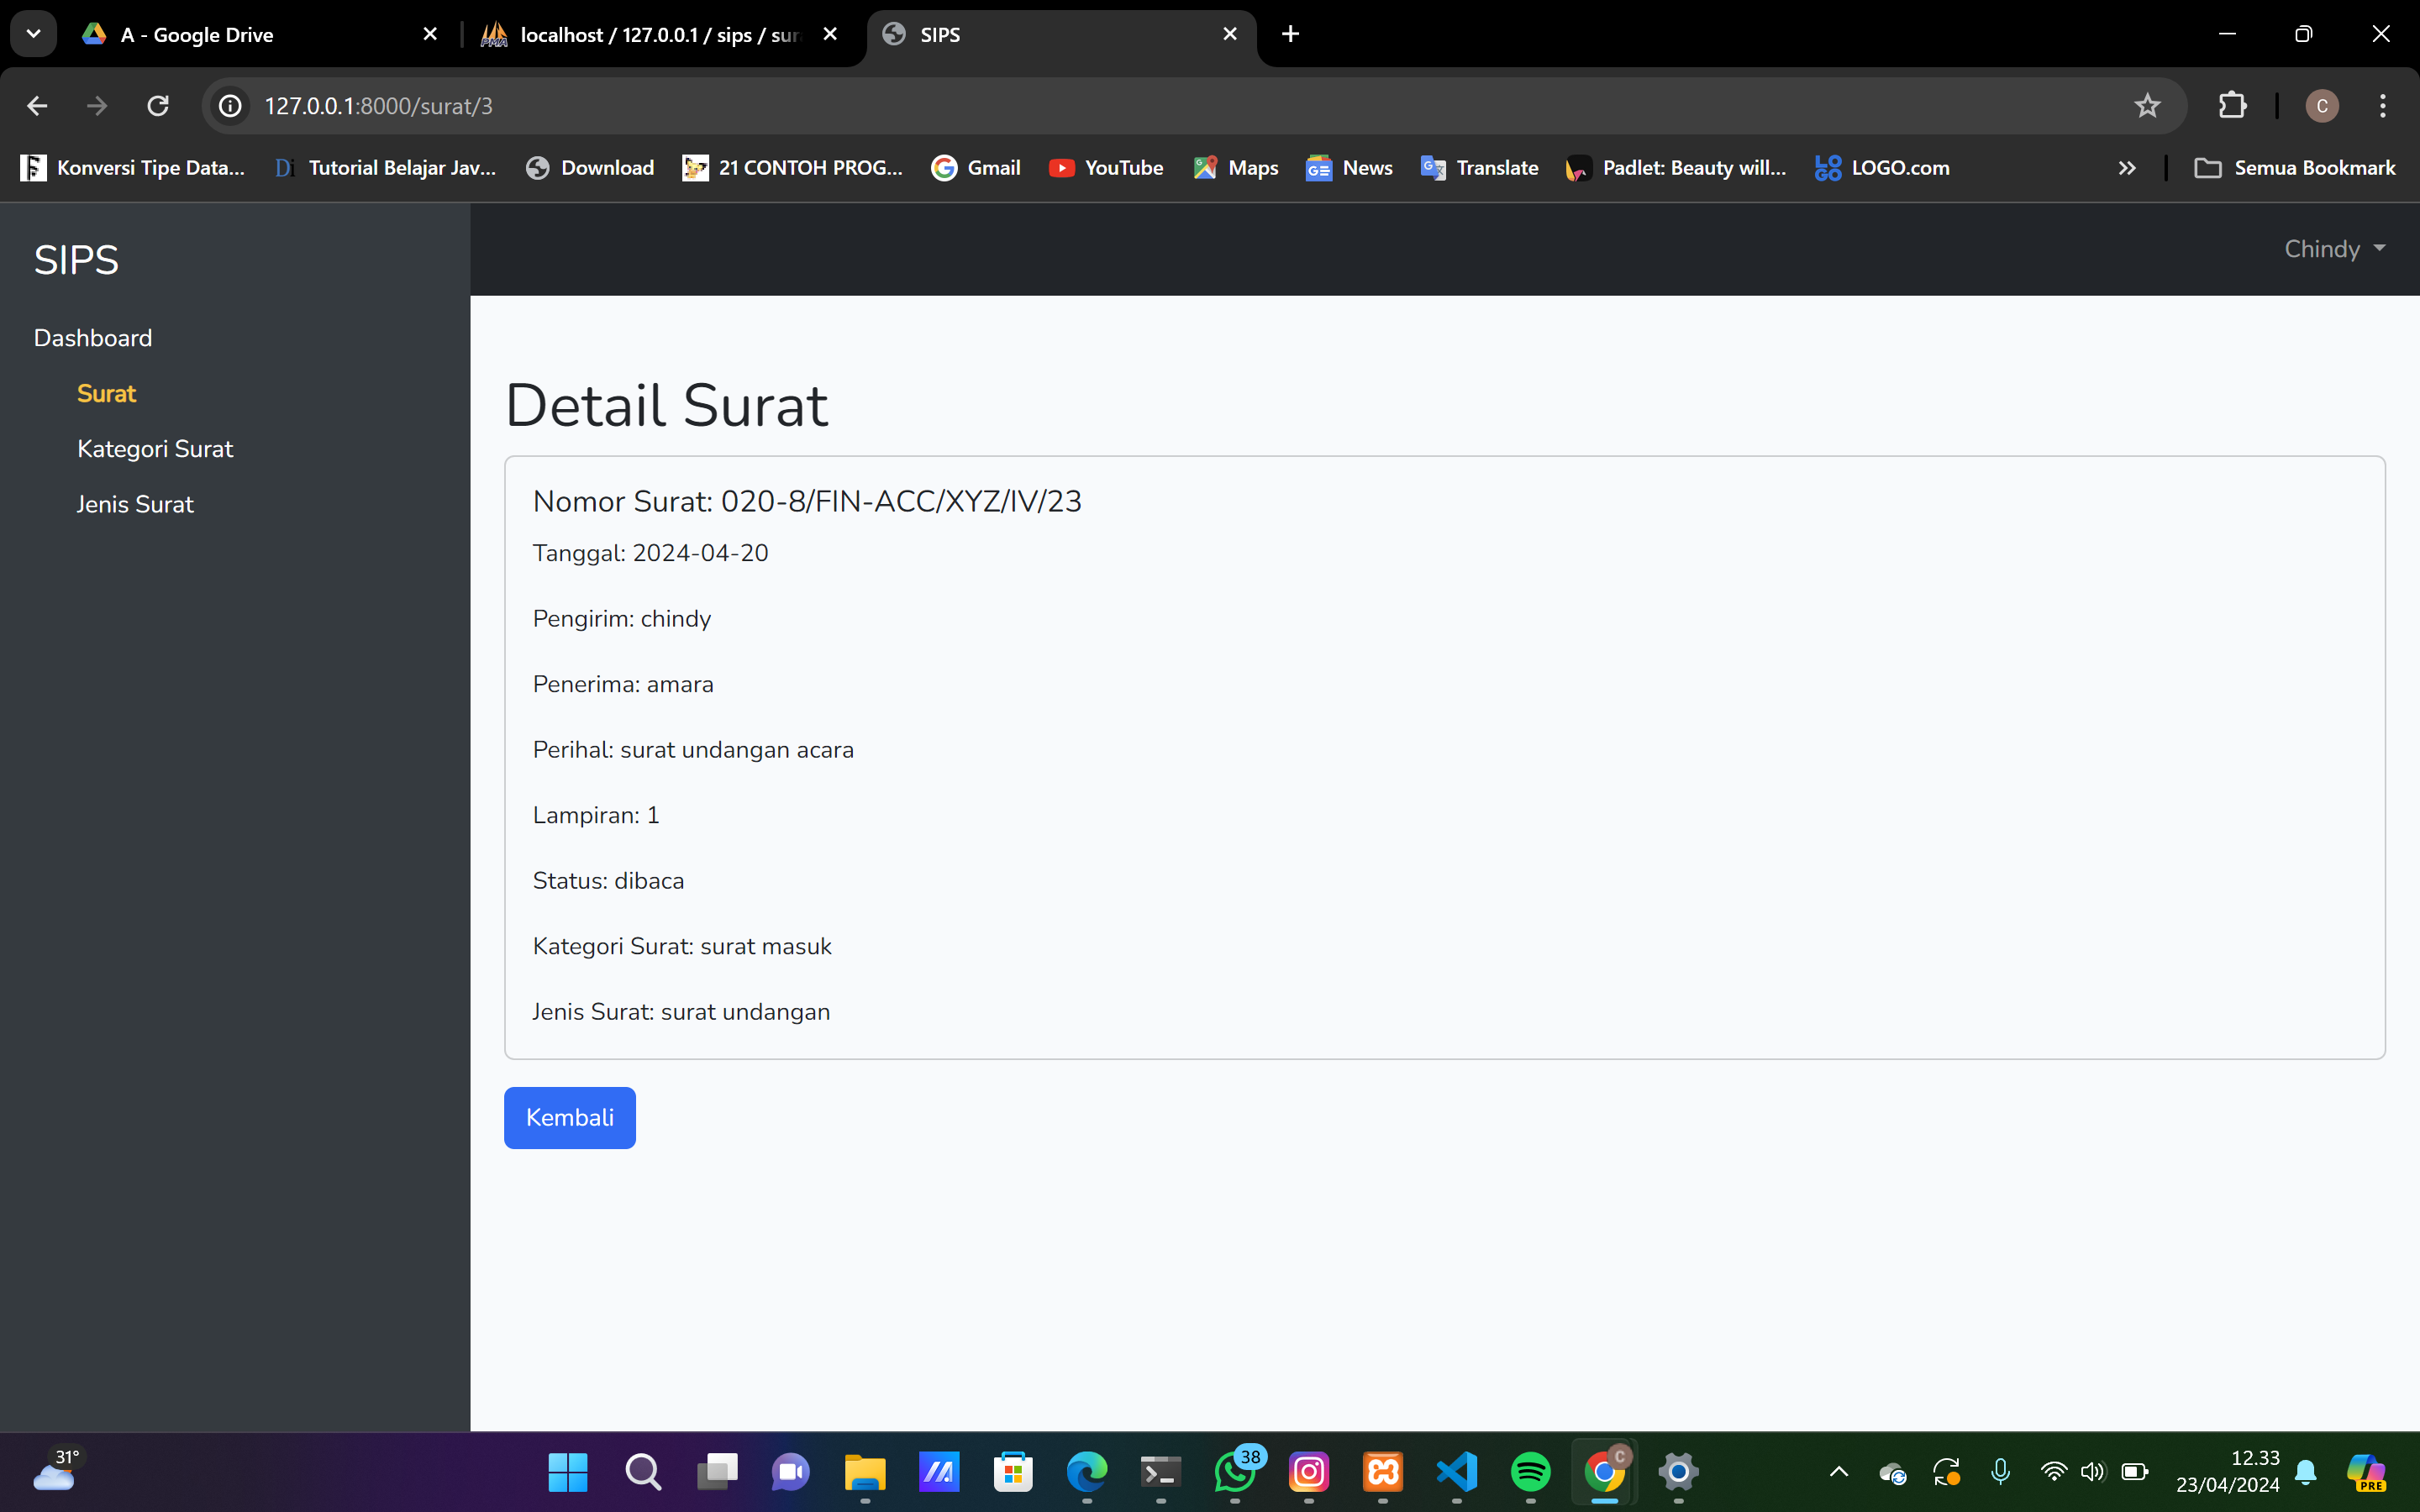 A - Google Drive
localhost / 127.0.0.1 / sips / sur
SIPS
127.0.0.1:8000/surat/3
C
Konversi Tipe Data...
Di
Tutorial Belajar Jav...
Download
21 CONTOH PROG...
Gmail
YouTube
Maps
News
Translate
Padlet: Beauty will...
LOGO.com
Semua Bookmark
SIPS
Chindy
Dashboard
Surat
Kategori Surat
Jenis Surat
Detail Surat
Nomor Surat: 020-8/FIN-ACC/XYZ/IV/23
Tanggal: 2024-04-20
Pengirim: chindy
Penerima: amara
Perihal: surat undangan acara
Lampiran: 1
Status: dibaca
Kategori Surat: surat masuk
Jenis Surat: surat undangan
Kembali
31°
38
C
12.33
23/04/2024
PRE